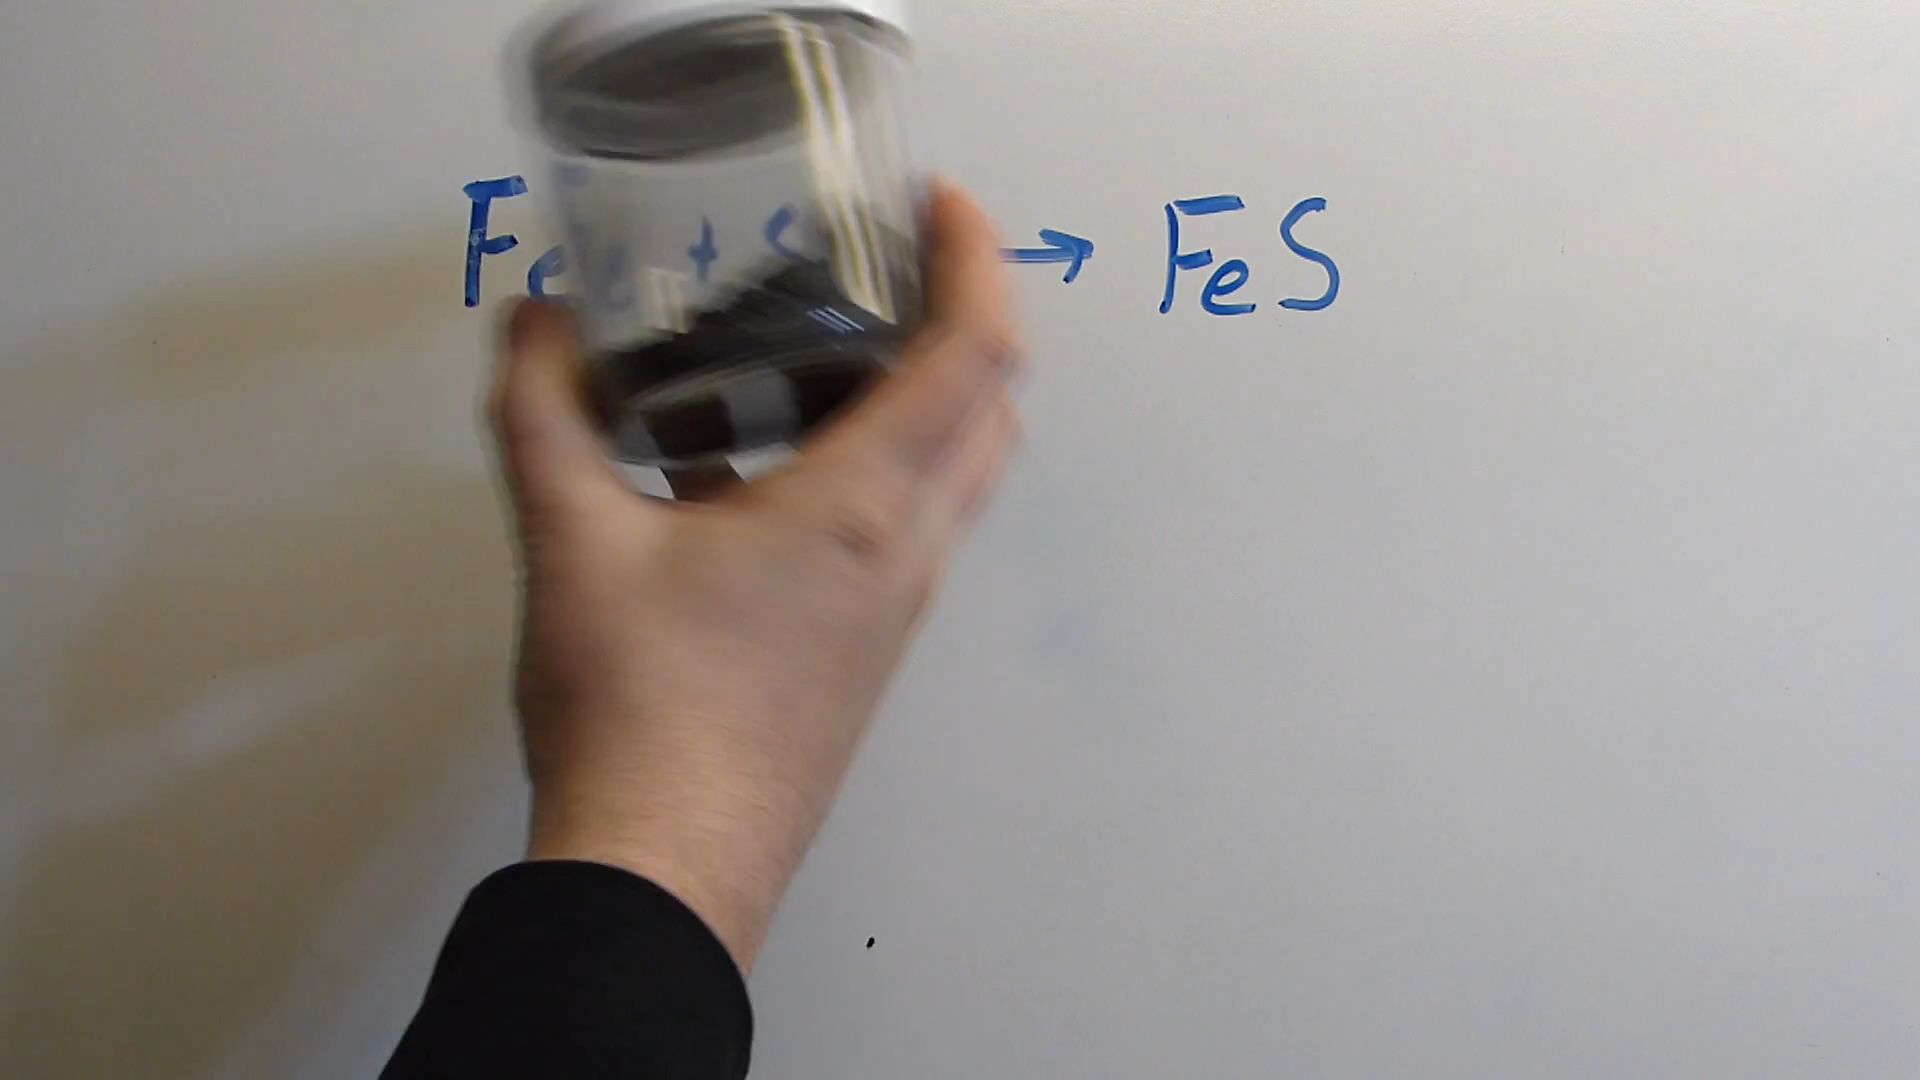 Fe + S → FeS